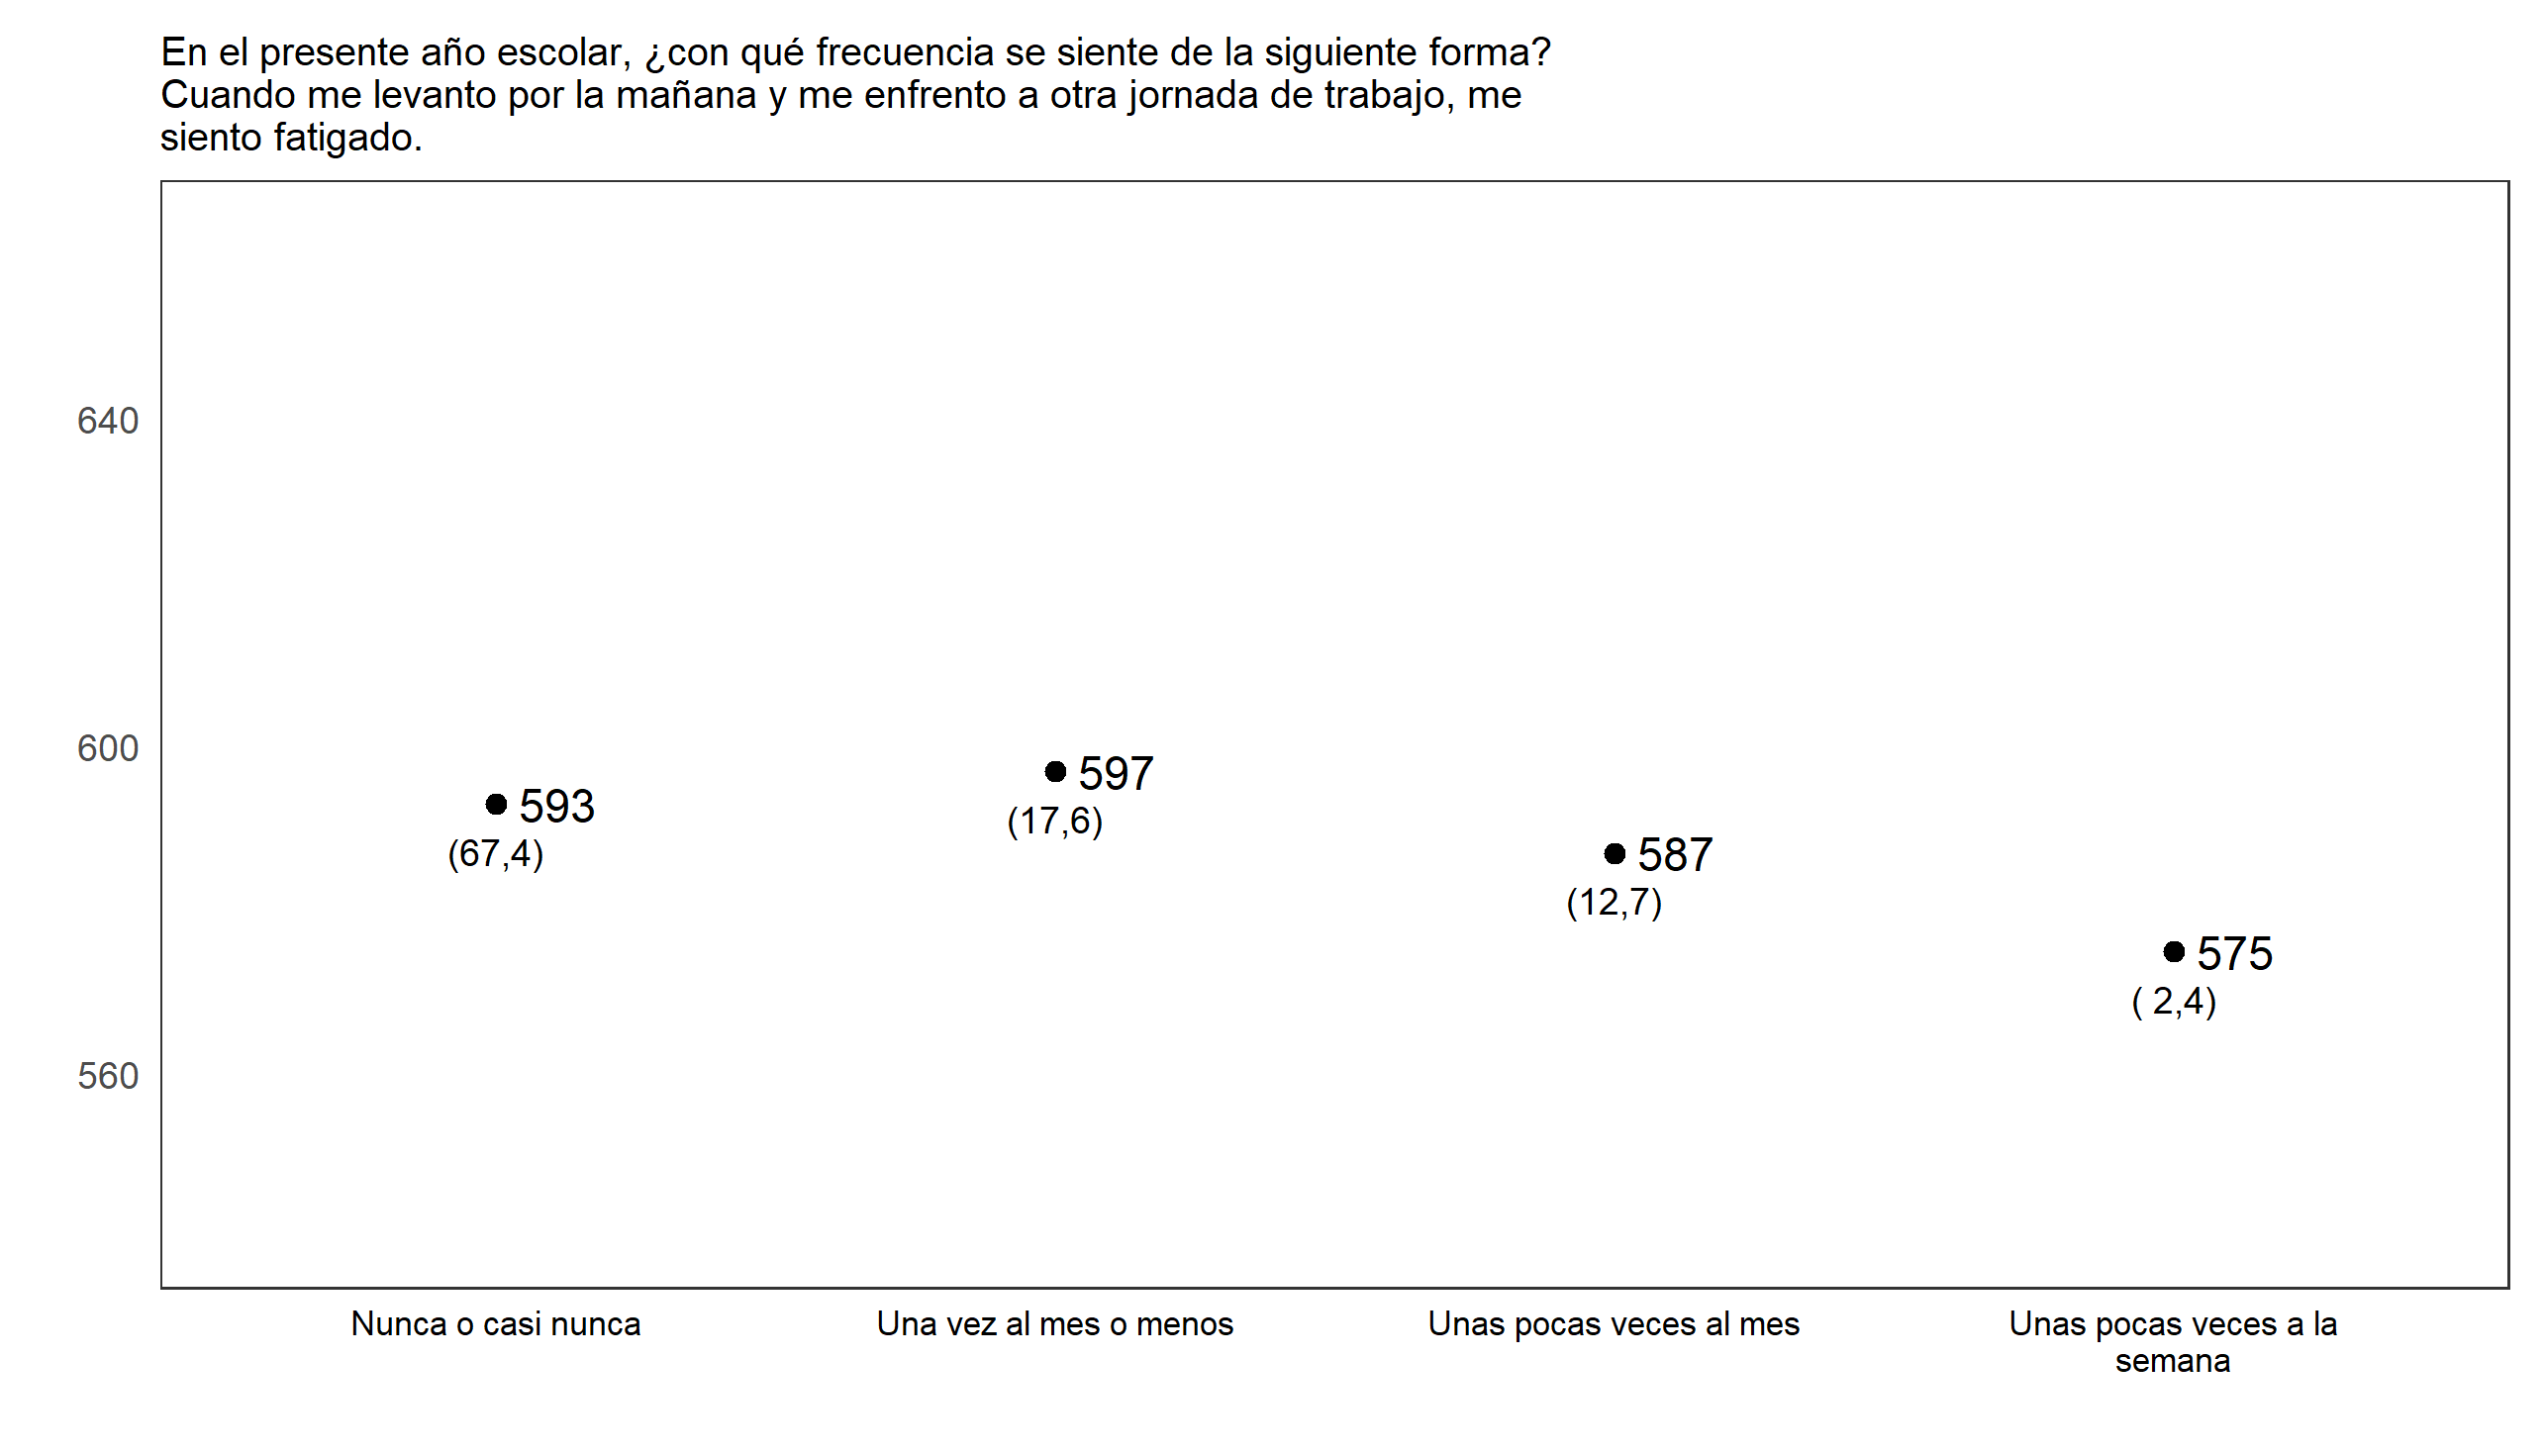 En el presente año escolar, ¿con qué frecuencia se siente de la siguiente forma?
Cuando me levanto por la mañana y me enfrento a otra jornada de trabajo, me
siento fatigado.
640
600
560
593
(67,4)
597
(17,6)
587
(12,7)
575
( 2,4)
Nunca o casi nunca
Una vez al mes o menos
Unas pocas veces al mes
Unas pocas veces a la
semana